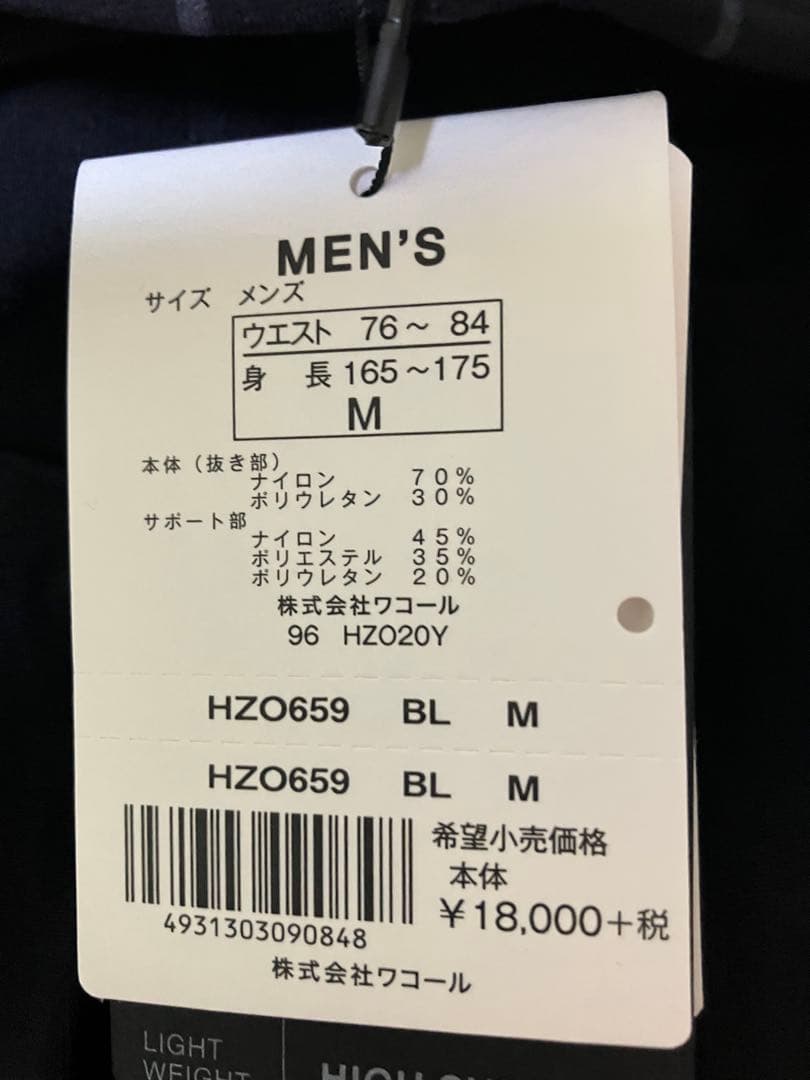 MEN'S
サイズ メンズ
ウエスト 76～ 84
身 長 165～175
M
本体（抜き部）
ナイロン 70%
ポリウレタン 30%
サポート部
ナイロン 45%
ポリエステル 35%
ポリウレタン 20%
株式会社ワコール
96 HZO20Y
HZO659 BL M
HZO659 BL M
希望小売価格
本体
¥18,000+税
4931303090848
株式会社ワコール
LIGHT
WEIGHT